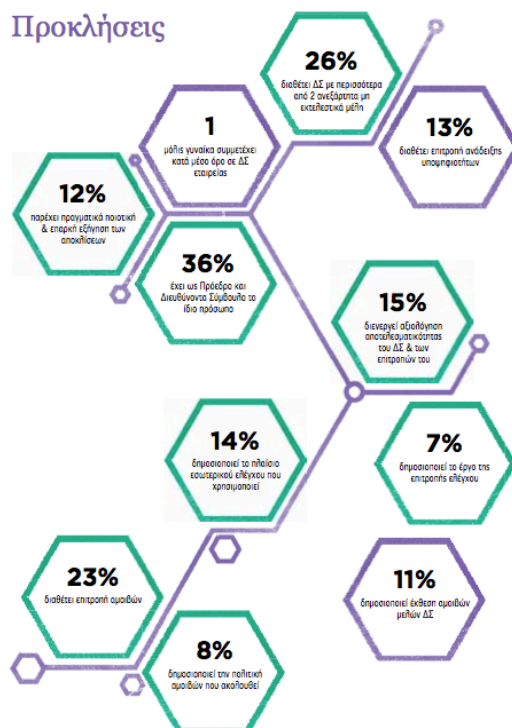 Προκλήσεις
26%
διαθέτει ΔΣ με περισσότερα
από 2 ανεξάρτητα μη
εκτελεστικά μέλη
1
μόλις γυναίκα συμμετέχει
κατά μέσο όρο σε ΔΣ
εταιρείας
13%
διαθέτει επιτροπή ανάδειξης
υποψηφιοτήτων
12%
παρέχει πραγματικά ποιοτική
& επαρκή εξήγηση των
αποκλίσεων
36%
έχει ως Πρόεδρο και
Διευθύνοντα Σύμβουλο το
ίδιο πρόσωπο
15%
διενεργεί αξιολόγηση
αποτελεσματικότητας
του ΔΣ & των
επιτροπών του
14%
δημοσιοποιεί το πλαίσιο
εσωτερικού ελέγχου που
χρησιμοποιεί
7%
δημοσιοποιεί το έργο της
επιτροπής ελέγχου
23%
διαθέτει επιτροπή αμοιβών
11%
δημοσιοποιεί έκθεση αμοιβών
μελών ΔΣ
8%
δημοσιοποιεί την πολιτική
αμοιβών που ακολουθεί